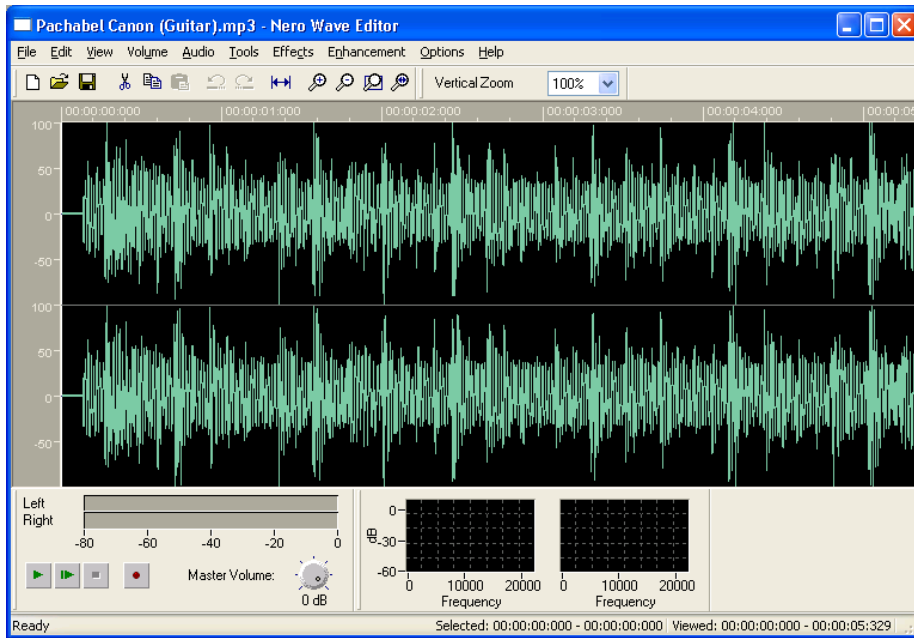 Pachabel Canon (Guitar).mp3 - Nero Wave Editor
File Edit View Volume Audio Tools Effects Enhancement Options Help
Vertical Zoom 100%
00:00:00:000 00:00:01:000 00:00:02:000 00:00:03:000 00:00:04:000
100
50
0
-50
100
50
0
-50
Left
Right
-80 -60 -40 -20 0
Master Volume:
0 dB
0
-30
-60
dB
0 10000 20000
Frequency
0 10000 20000
Frequency
Ready Selected: 00:00:00:000 - 00:00:00:000 Viewed: 00:00:00:000 - 00:00:05:329